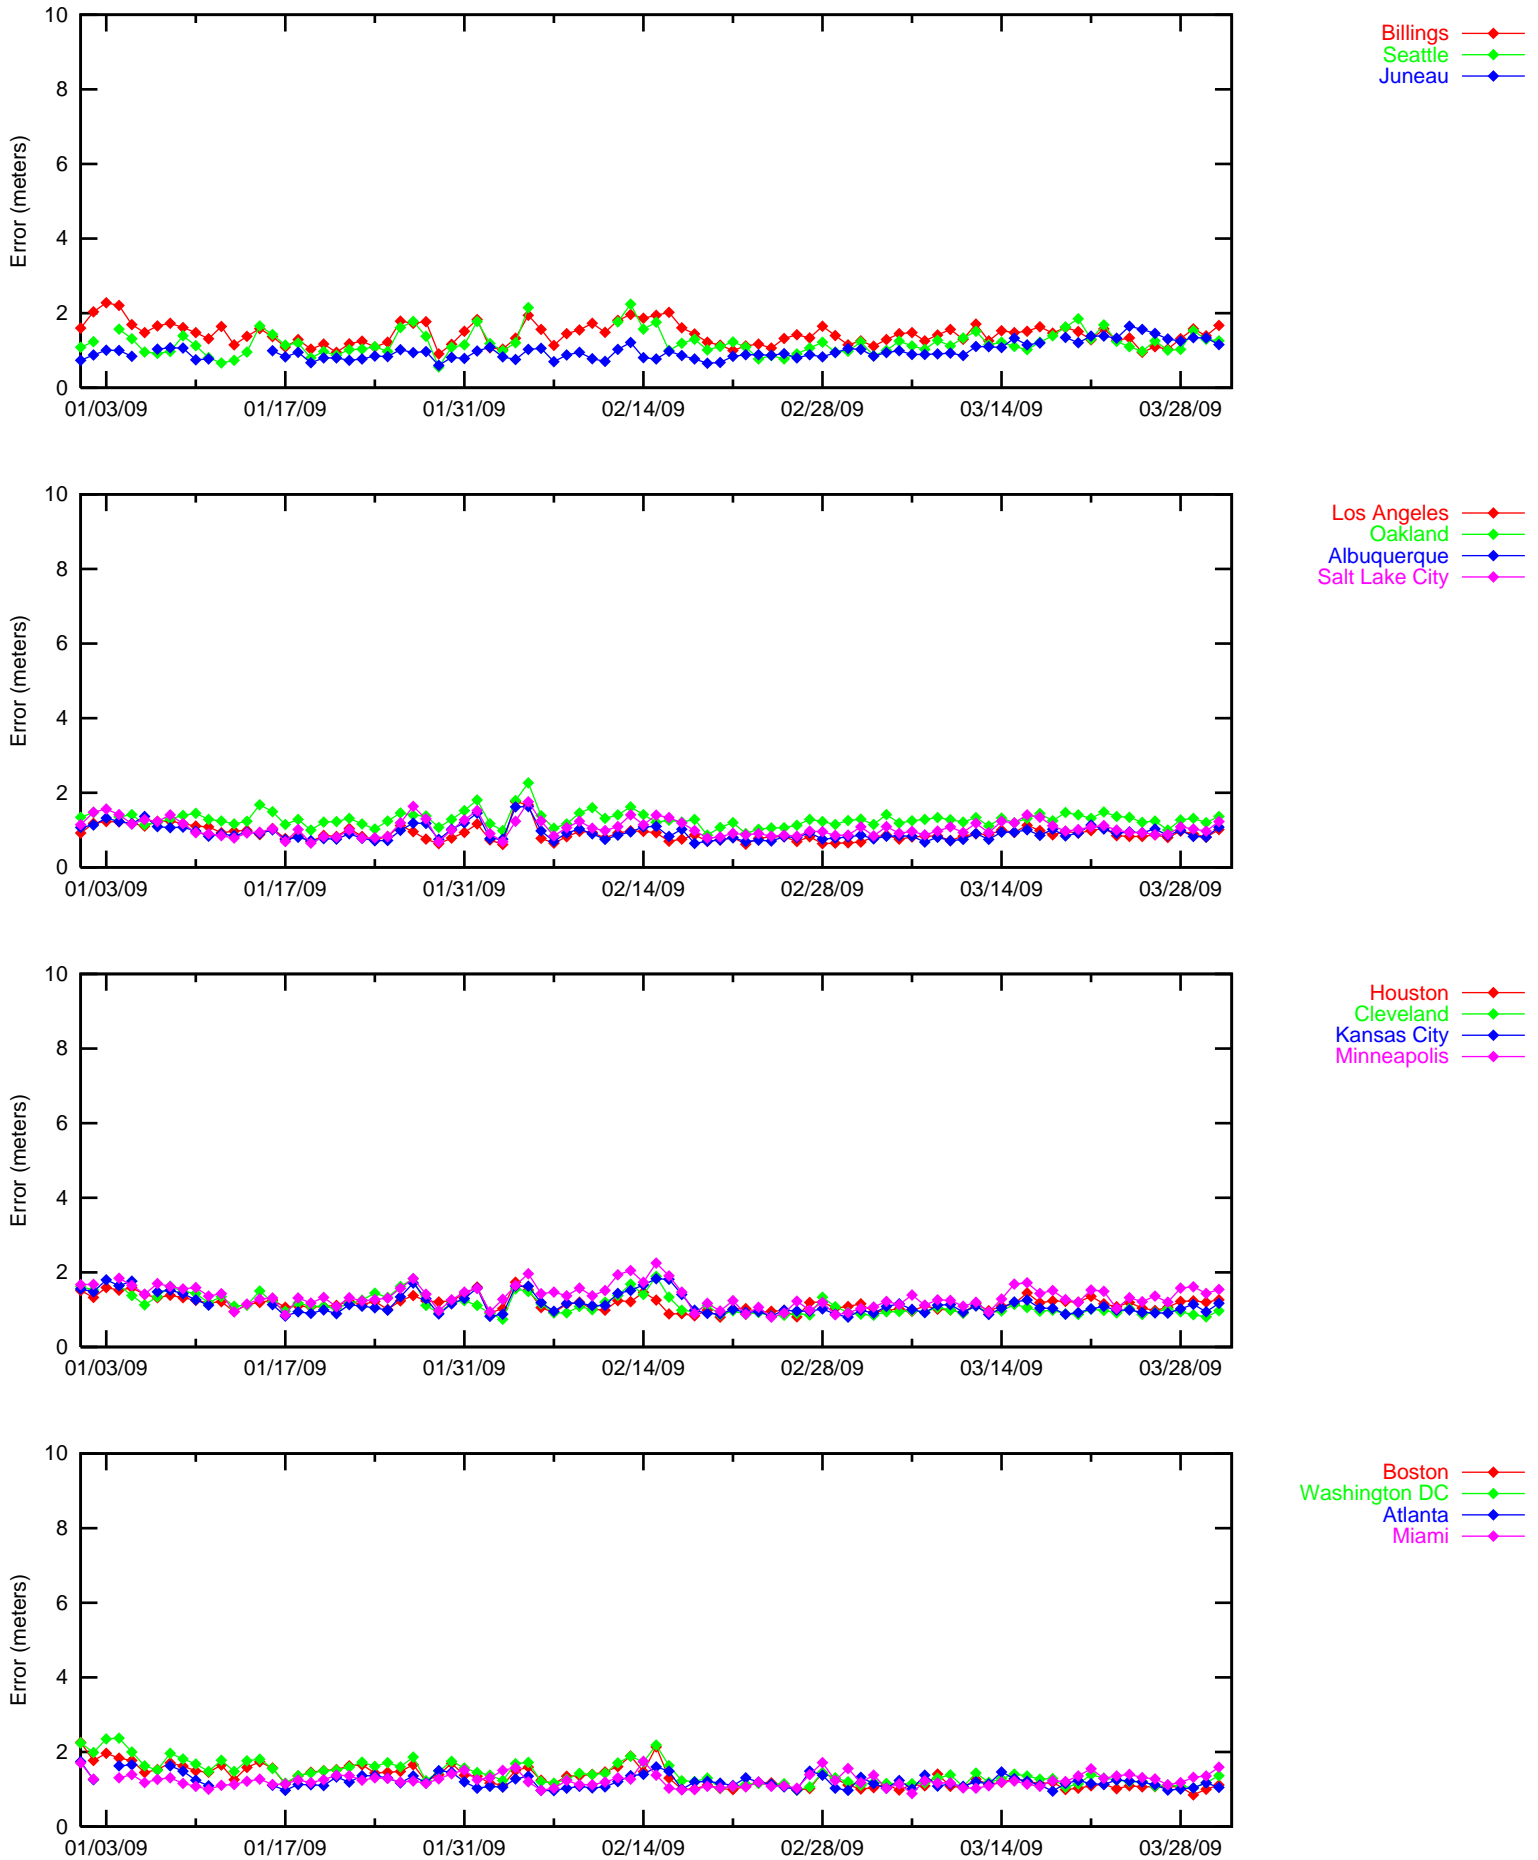 10
8
6
4
2
0
Error (meters)
01/03/09 01/17/09 01/31/09 02/14/09 02/28/09 03/14/09 03/28/09
Billings
Seattle
Juneau
10
8
6
4
2
0
Error (meters)
01/03/09 01/17/09 01/31/09 02/14/09 02/28/09 03/14/09 03/28/09
Los Angeles
Oakland
Albuquerque
Salt Lake City
10
8
6
4
2
0
Error (meters)
01/03/09 01/17/09 01/31/09 02/14/09 02/28/09 03/14/09 03/28/09
Houston
Cleveland
Kansas City
Minneapolis
10
8
6
4
2
0
Error (meters)
01/03/09 01/17/09 01/31/09 02/14/09 02/28/09 03/14/09 03/28/09
Boston
Washington DC
Atlanta
Miami